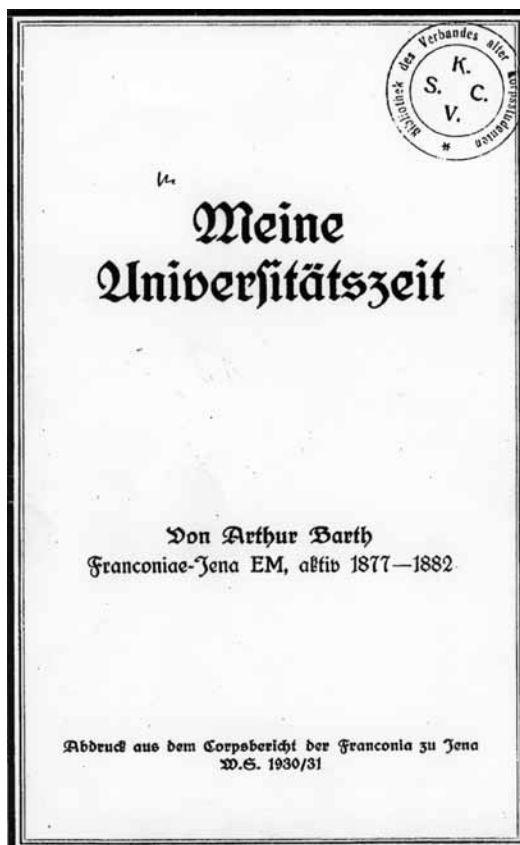 Bibliothek des Verbandes alter Corpsstudenten *
K.
S. C.
V.
Meine
Universitätszeit
Von Arthur Barth
Franconiae-Jena EM, aktiv 1877—1882
Abdruck aus dem Corpsbericht der Franconia zu Jena
W.S. 1930/31